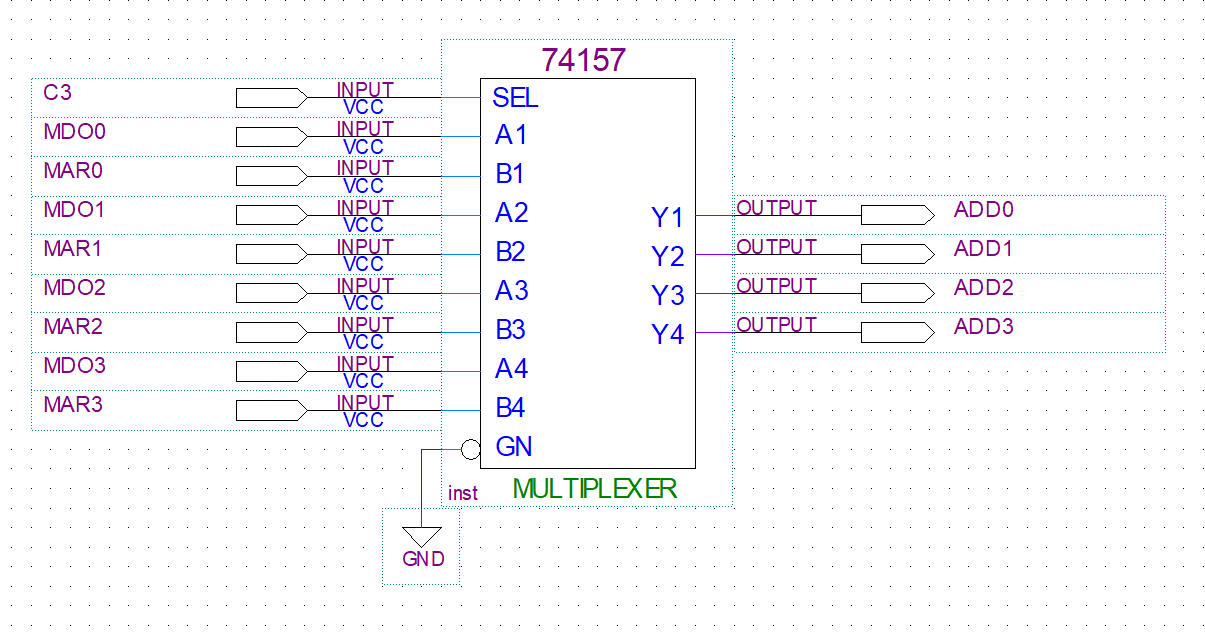 74157
C3 INPUT VCC SEL
MDO0 INPUT VCC A1
MAR0 INPUT VCC B1
MDO1 INPUT VCC A2 Y1 OUTPUT ADD0
MAR1 INPUT VCC B2 Y2 OUTPUT ADD1
MDO2 INPUT VCC A3 Y3 OUTPUT ADD2
MAR2 INPUT VCC B3 Y4 OUTPUT ADD3
MDO3 INPUT VCC A4
MAR3 INPUT VCC B4
GN
inst MULTIPLEXER
GND